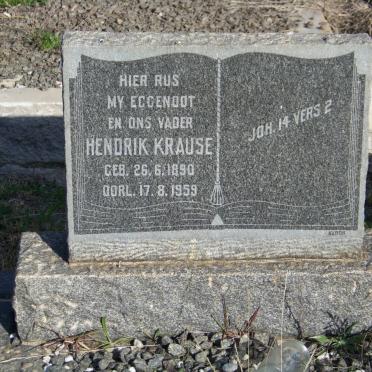 HIER RUS
MY EGGENOOT
EN ONS VADER
HENDRIK KRAUSE
GEB. 26.6.1890
OORL. 17.8.1959
JOH. 14 VERS 2